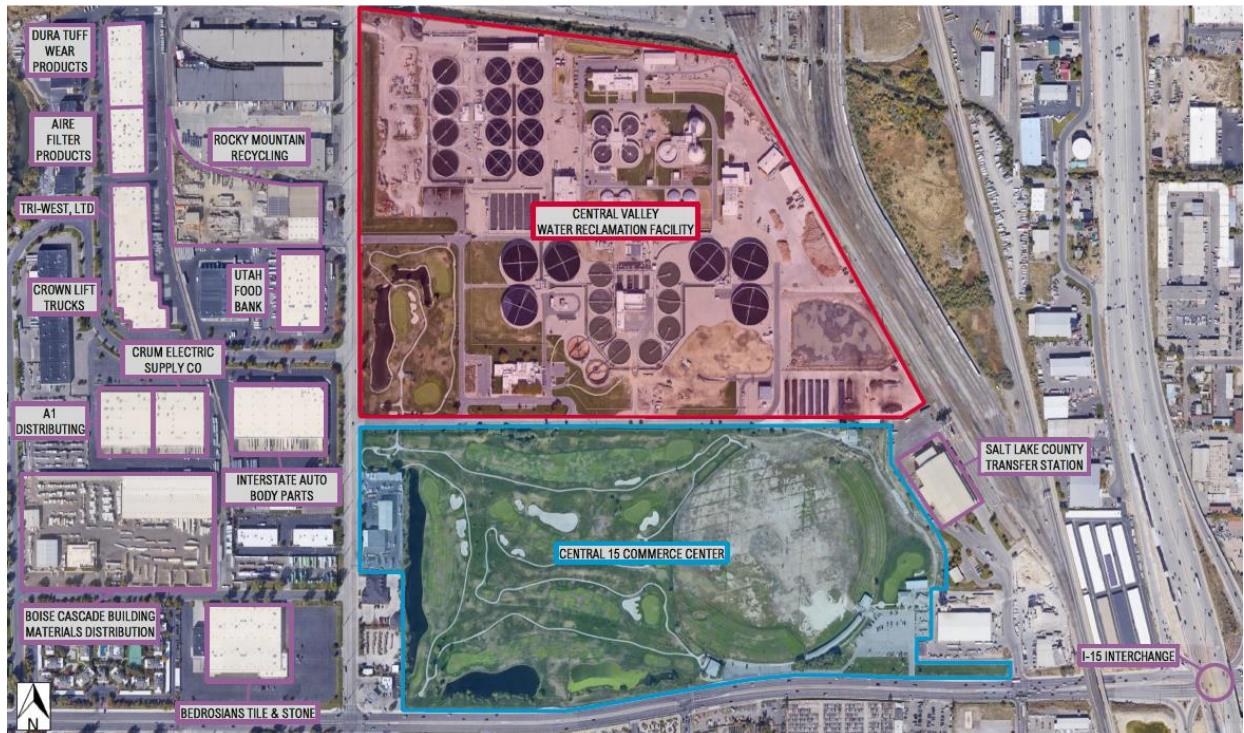 DURA TUFF
WEAR
PRODUCTS
AIRE
FILTER
PRODUCTS
ROCKY MOUNTAIN
RECYCLING
TRI-WEST, LTD
CENTRAL VALLEY
WATER RECLAMATION FACILITY
CROWN LIFT
TRUCKS
UTAH
FOOD
BANK
CRUM ELECTRIC
SUPPLY CO
A1
DISTRIBUTING
INTERSTATE AUTO
BODY PARTS
SALT LAKE COUNTY
TRANSFER STATION
CENTRAL 15 COMMERCE CENTER
BOISE CASCADE BUILDING
MATERIALS DISTRIBUTION
I-15 INTERCHANGE
BEDROSIANS TILE & STONE
N